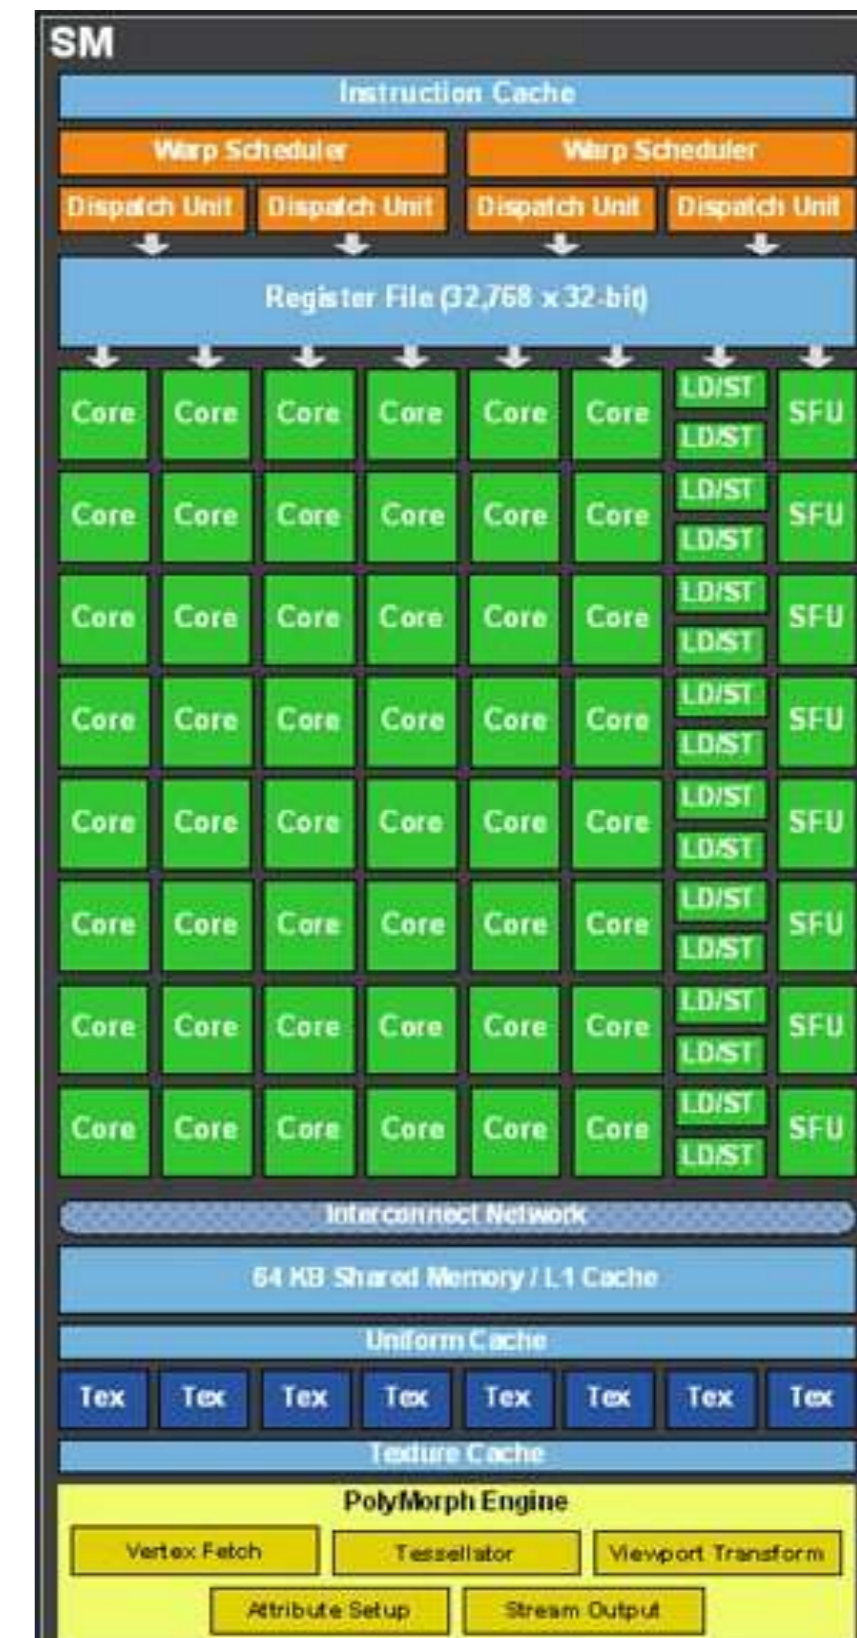 SM
Instruction Cache
Warp Scheduler Warp Scheduler
Dispatch Unit Dispatch Unit Dispatch Unit Dispatch Unit
Register File (32,768 x 32-bit)
Core Core Core Core Core Core LD/ST SFU
LD/ST
Core Core Core Core Core Core LD/ST SFU
LD/ST
Core Core Core Core Core Core LD/ST SFU
LD/ST
Core Core Core Core Core Core LD/ST SFU
LD/ST
Core Core Core Core Core Core LD/ST SFU
LD/ST
Core Core Core Core Core Core LD/ST SFU
LD/ST
Core Core Core Core Core Core LD/ST SFU
LD/ST
Core Core Core Core Core Core LD/ST SFU
LD/ST
Interconnect Network
64 KB Shared Memory / L1 Cache
Uniform Cache
Tex Tex Tex Tex Tex Tex Tex Tex
Texture Cache
PolyMorph Engine
Vertex Fetch Tessellator Viewport Transform
Attribute Setup Stream Output